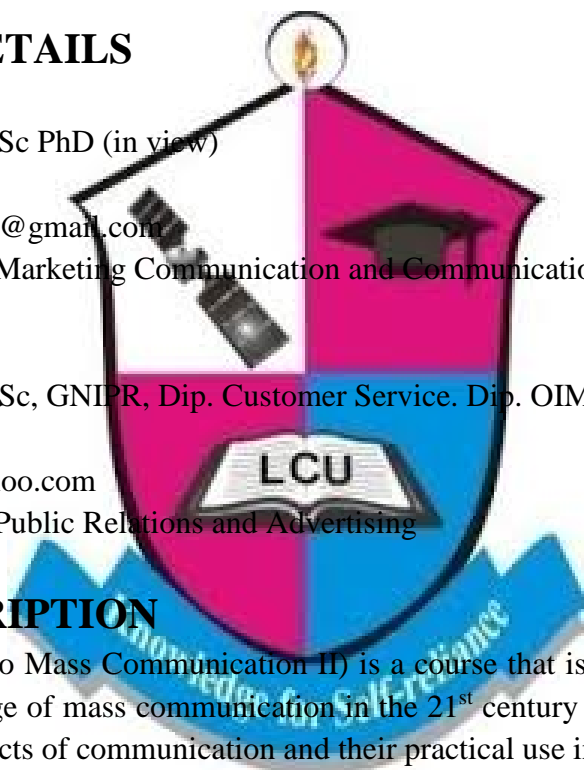 ETAILS
Sc PhD (in view)
@gmail.com
Marketing Communication and Communicatio
Sc, GNIPR, Dip. Customer Service. Dip. OIM
LCU
oo.com
Public Relations and Advertising
RIPTION
o Mass Communication II) is a course that is
Knowledge for Self-reliance
ge of mass communication in the 21st century
cts of communication and their practical use i